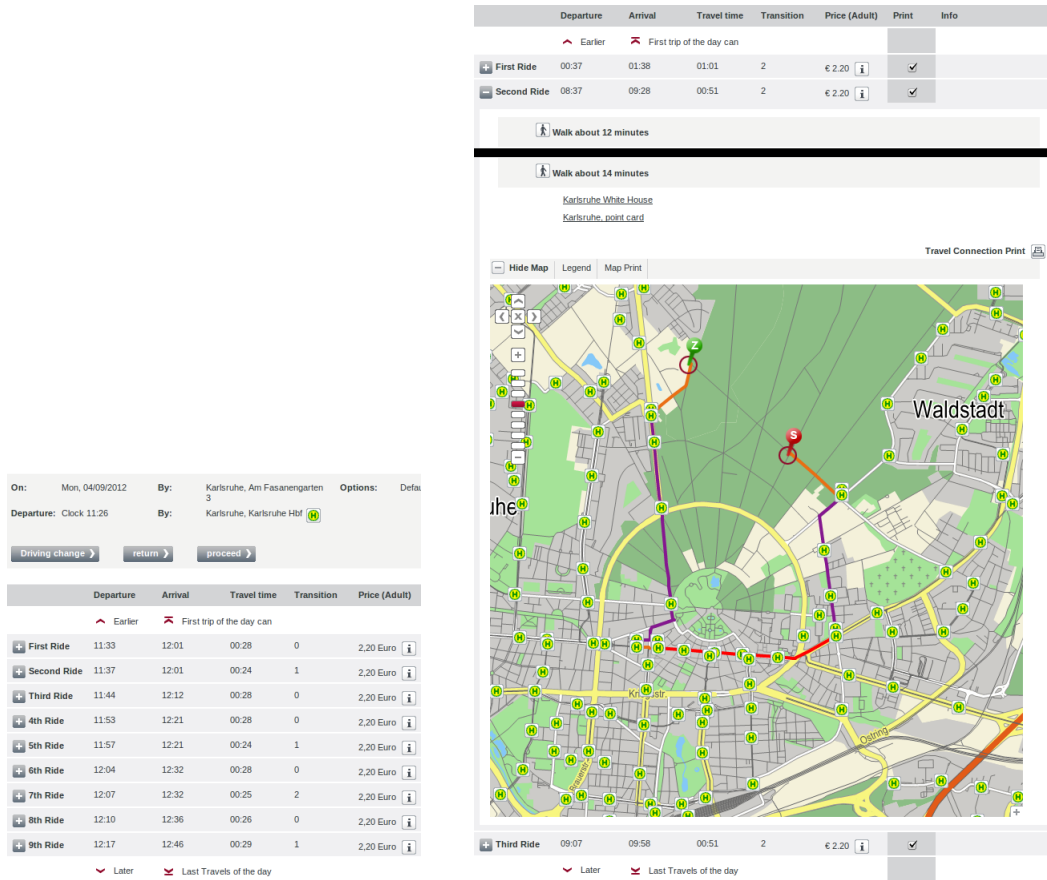 Departure Arrival Travel time Transition Price (Adult) Print Info
Earlier First trip of the day can
First Ride 00:37 01:38 01:01 2 € 2.20 i
Second Ride 08:37 09:28 00:51 2 € 2.20 i
Walk about 12 minutes
Walk about 14 minutes
Karlsruhe White House
Karlsruhe, point card
Travel Connection Print
Hide Map Legend Map Print
Z
Waldstadt
S
uhe
Ostring
Third Ride 09:07 09:58 00:51 2 € 2.20 i
Later Last Travels of the day
On: Mon, 04/09/2012 By: Karlsruhe, Am Fasanengarten 
3
Options: Defau
Departure: Clock 11:26 By: Karlsruhe, Karlsruhe Hbf H
Driving change return proceed
Departure Arrival Travel time Transition Price (Adult)
Earlier First trip of the day can
First Ride 11:33 12:01 00:28 0 2,20 Euro i
Second Ride 11:37 12:01 00:24 1 2,20 Euro i
Third Ride 11:44 12:12 00:28 0 2,20 Euro i
4th Ride 11:53 12:21 00:28 0 2,20 Euro i
5th Ride 11:57 12:21 00:24 1 2,20 Euro i
6th Ride 12:04 12:32 00:28 0 2,20 Euro i
7th Ride 12:07 12:32 00:25 2 2,20 Euro i
8th Ride 12:10 12:36 00:26 0 2,20 Euro i
9th Ride 12:17 12:46 00:29 1 2,20 Euro i
Later Last Travels of the day